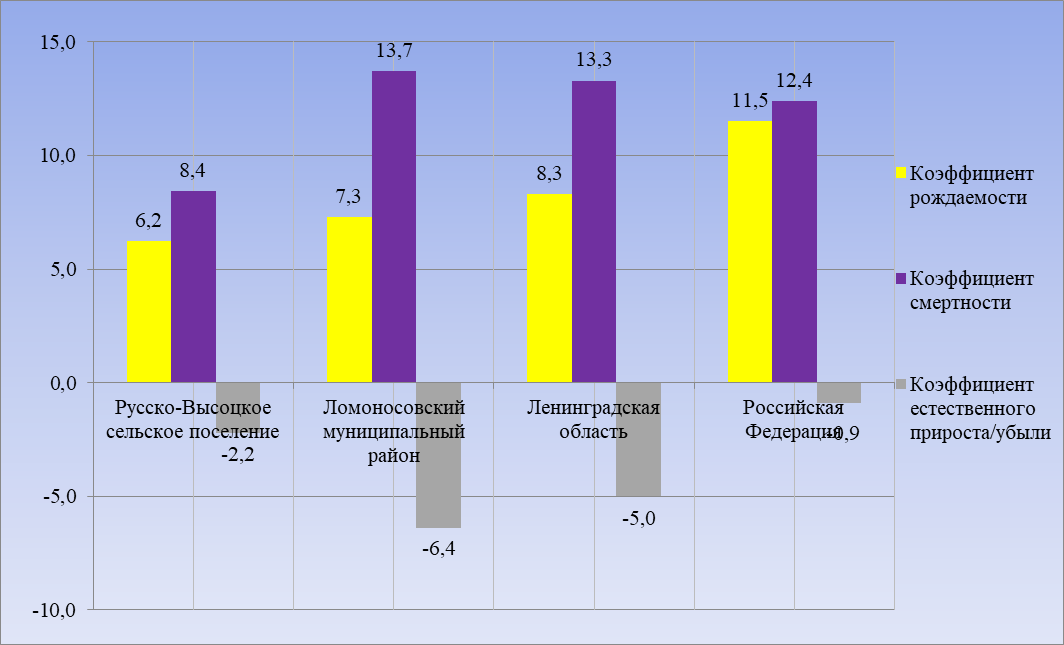 15,0
10,0
5,0
0,0
-5,0
-10,0
6,2
8,4
-2,2
7,3
13,7
-6,4
8,3
13,3
-5,0
11,5
12,4
-0,9
Русско-Высоцкое
сельское поселение
Ломоносовский
муниципальный
район
Ленинградская
область
Российская
Федерация
Коэффициент
рождаемости
Коэффициент
смертности
Коэффициент
естественного
прироста/убыли